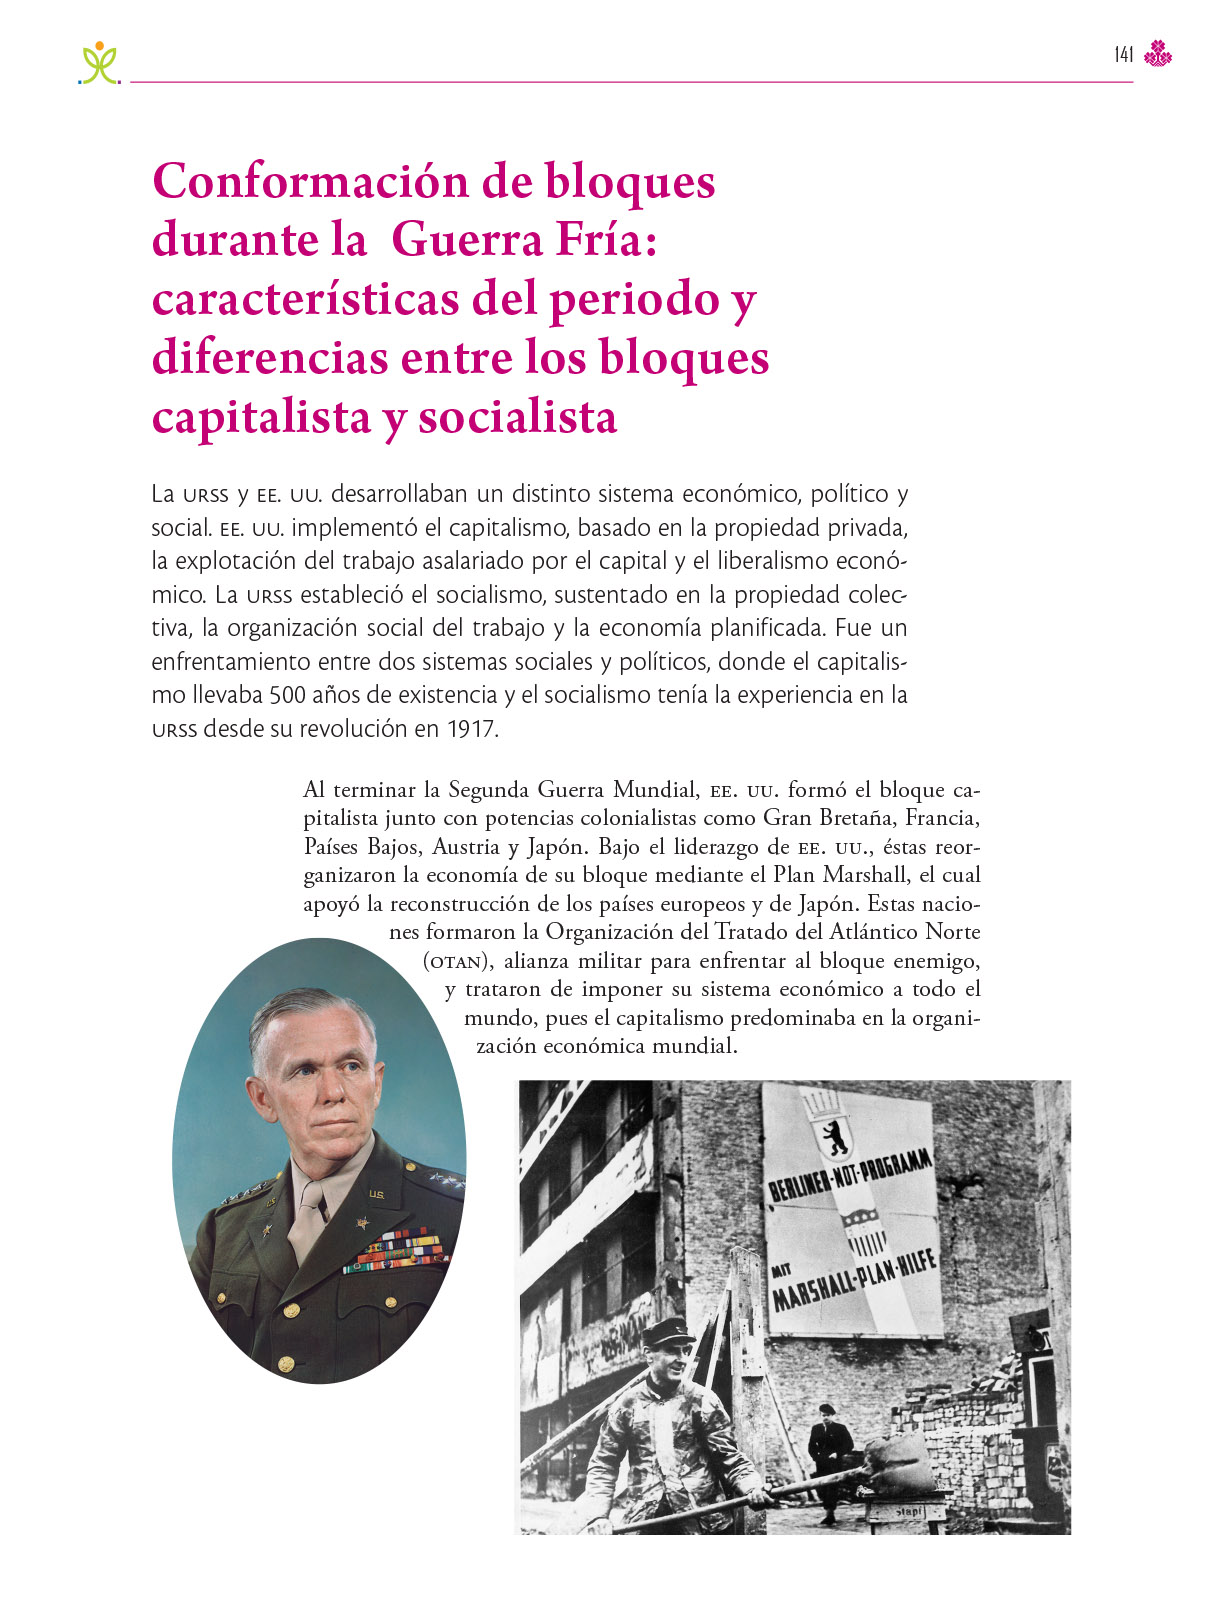 141
Conformación de bloques
durante la Guerra Fría:
características del periodo y
diferencias entre los bloques
capitalista y socialista
La URSS y EE. UU. desarrollaban un distinto sistema económico, político y
social. EE. UU. implementó el capitalismo, basado en la propiedad privada,
la explotación del trabajo asalariado por el capital y el liberalismo econó-
mico. La URSS estableció el socialismo, sustentado en la propiedad colec-
tiva, la organización social del trabajo y la economía planificada. Fue un
enfrentamiento entre dos sistemas sociales y políticos, donde el capitalis-
mo llevaba 500 años de existencia y el socialismo tenía la experiencia en la
URSS desde su revolución en 1917.
Al terminar la Segunda Guerra Mundial, EE. UU. formó el bloque ca-
pitalista junto con potencias colonialistas como Gran Bretaña, Francia,
Países Bajos, Austria y Japón. Bajo el liderazgo de EE. UU., éstas reor-
ganizaron la economía de su bloque mediante el Plan Marshall, el cual
apoyó la reconstrucción de los países europeos y de Japón. Estas nacio-
nes formaron la Organización del Tratado del Atlántico Norte
(OTAN), alianza militar para enfrentar al bloque enemigo,
y trataron de imponer su sistema económico a todo el
mundo, pues el capitalismo predominaba en la organi-
zación económica mundial.
U.S.
BERLINER-NOT-PROGRAMM
MIT
MARSHALL-PLAN-HILFE
Stapf